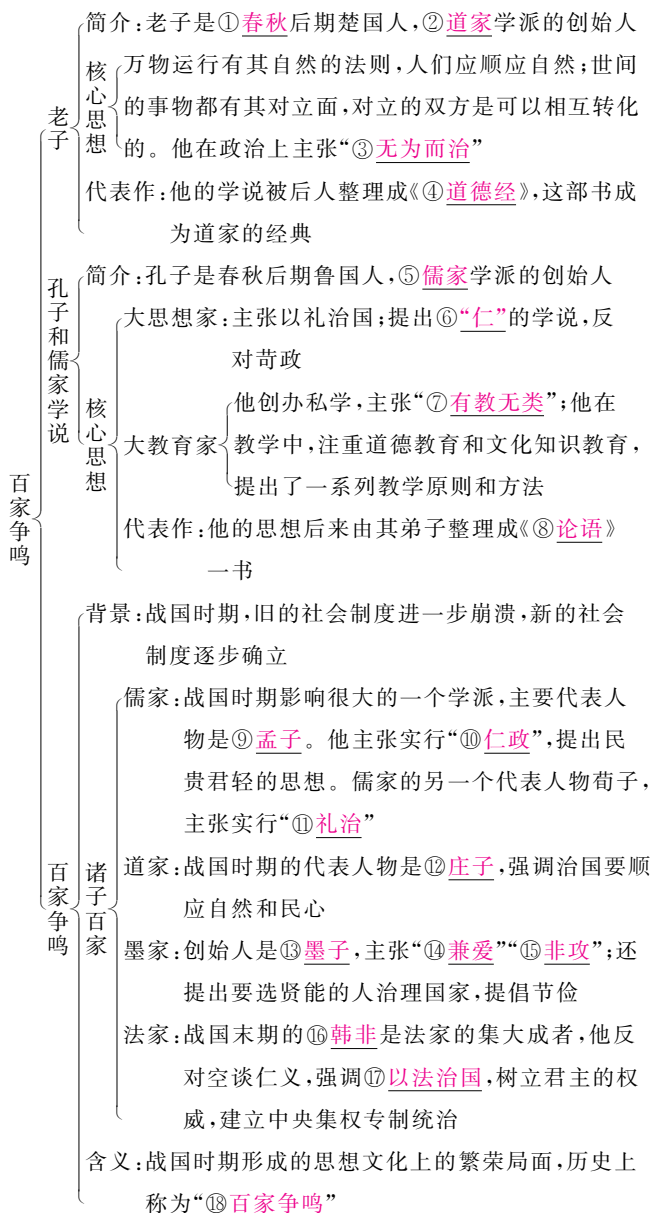 百家争鸣
老子
简介:老子是①春秋后期楚国人,②道家学派的创始人
核心思想
万物运行有其自然的法则,人们应顺应自然;世间
的事物都有其对立面,对立的双方是可以相互转化
的。他在政治上主张“③无为而治”
代表作:他的学说被后人整理成《④道德经》,这部书成
为道家的经典
孔子和儒家学说
简介:孔子是春秋后期鲁国人,⑤儒家学派的创始人
核心思想
大思想家:主张以礼治国;提出⑥“仁”的学说,反
对苛政
大教育家
他创办私学,主张“⑦有教无类”;他在
教学中,注重道德教育和文化知识教育,
提出了一系列教学原则和方法
代表作:他的思想后来由其弟子整理成《⑧论语》
一书
百家争鸣
背景:战国时期,旧的社会制度进一步崩溃,新的社会
制度逐步确立
诸子百家
儒家:战国时期影响很大的一个学派,主要代表人
物是⑨孟子。他主张实行“⑩仁政”,提出民
贵君轻的思想。儒家的另一个代表人物荀子,
主张实行“⑪礼治”
道家:战国时期的代表人物是⑫庄子,强调治国要顺
应自然和民心
墨家:创始人是⑬墨子,主张“⑭兼爱”“⑮非攻”;还
提出要选贤能的人治理国家,提倡节俭
法家:战国末期的⑯韩非是法家的集大成者,他反
对空谈仁义,强调⑰以法治国,树立君主的权
威,建立中央集权专制统治
含义:战国时期形成的思想文化上的繁荣局面,历史上
称为“⑱百家争鸣”